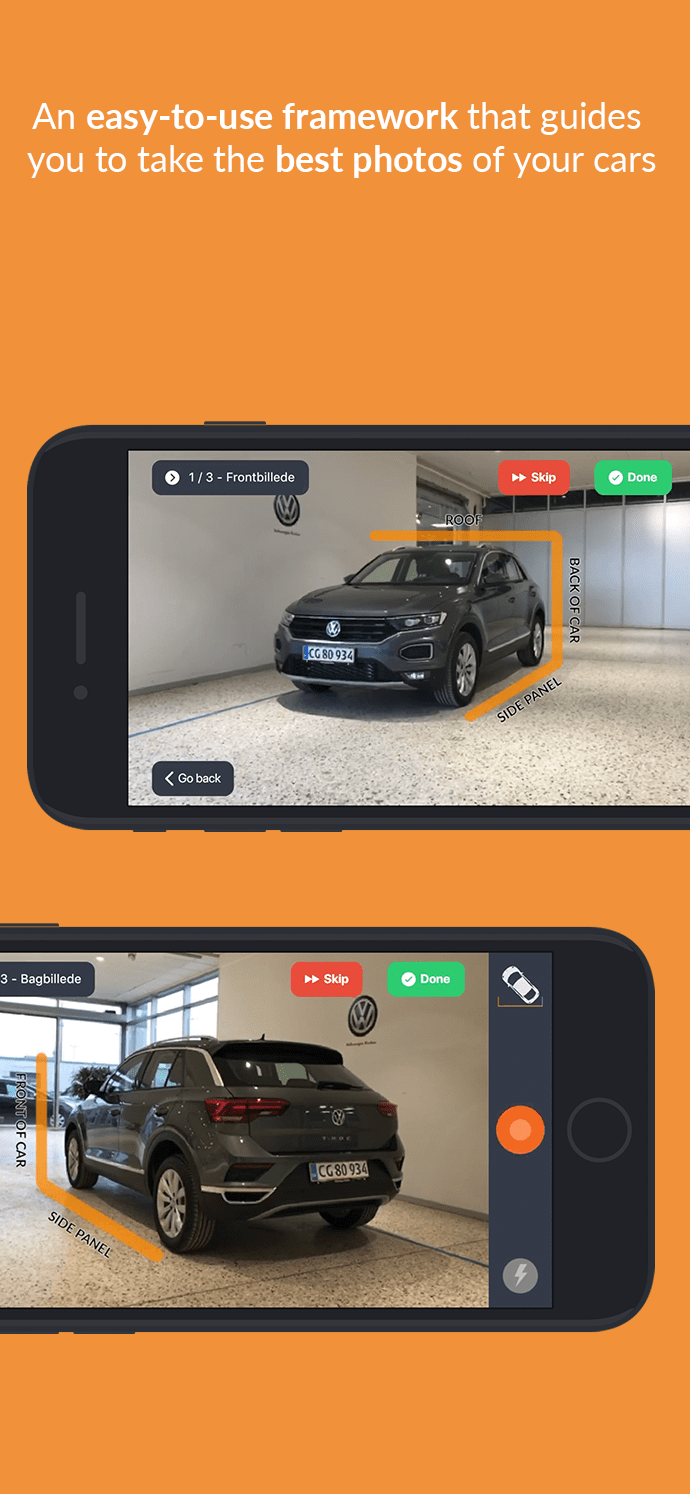 An easy-to-use framework that guides
you to take the best photos of your cars
1 / 3 - Frontbillede
Skip
Done
ROOF
BACK OF CAR
CG 80 934
SIDE PANEL
Go back
3 - Bagbillede
Skip
Done
FRONT OF CAR
T-ROC
CG 80 934
SIDE PANEL